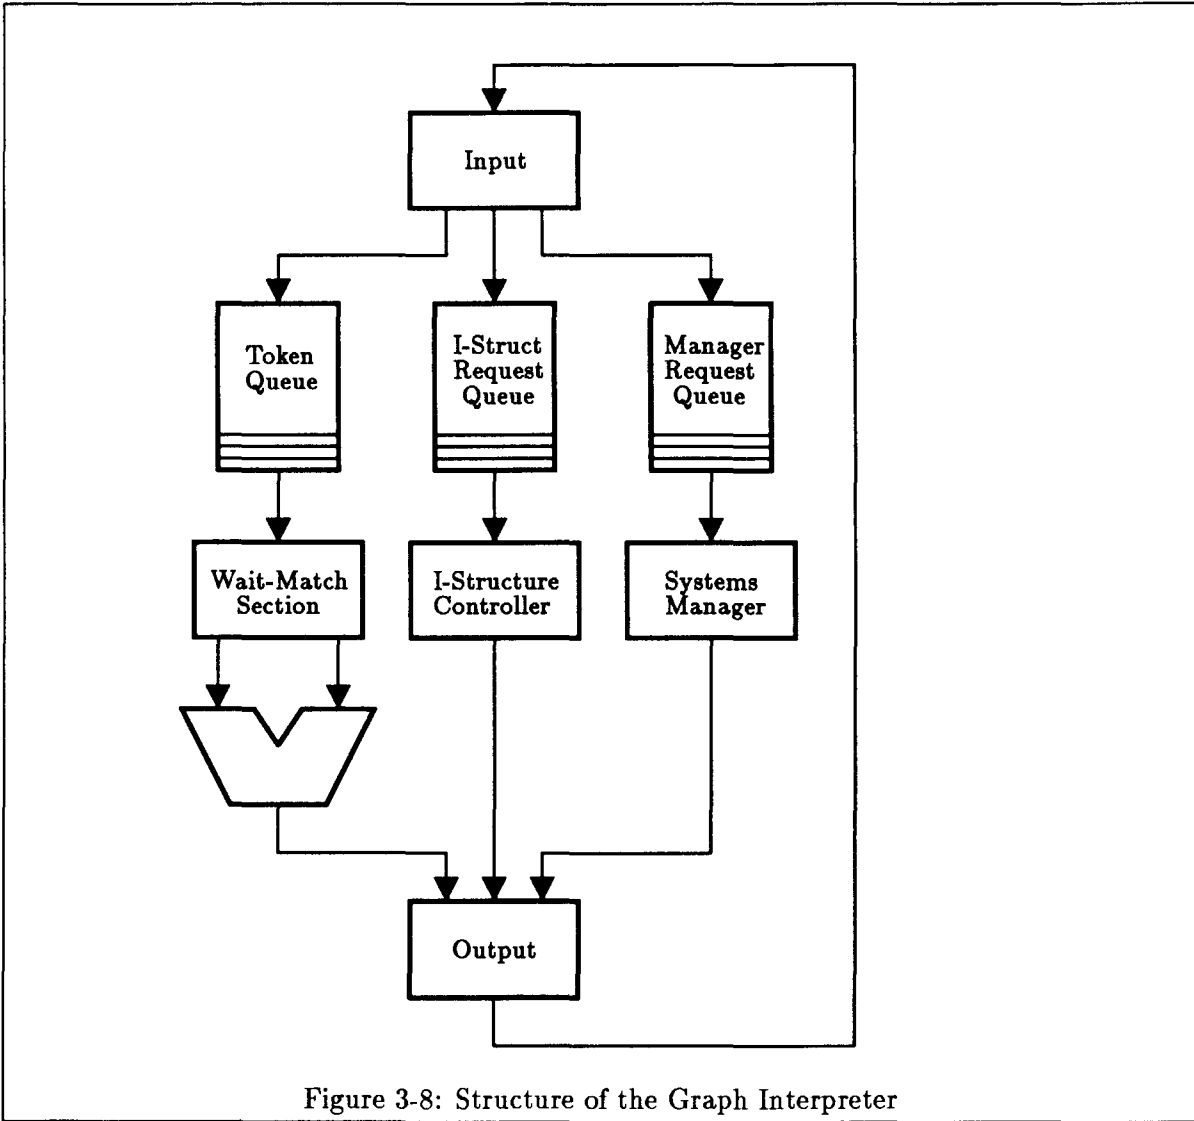 Input
Token
Queue
I-Struct
Request
Queue
Manager
Request
Queue
Wait-Match
Section
I-Structure
Controller
Systems
Manager
Output
Figure 3-8: Structure of the Graph Interpreter